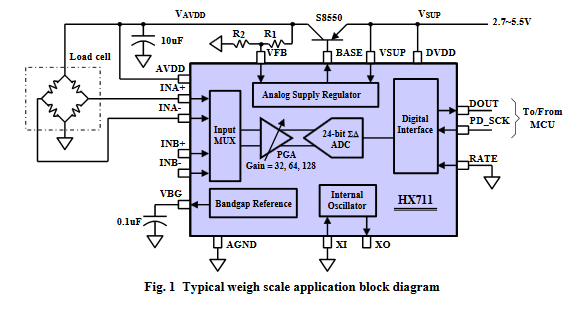 VAVDD
S8550
VSUP
2.7~5.5V
R2 R1
10uF
VFB BASE VSUP DVDD
Load cell
AVDD
INA+
INA-
INB+
INB-
VBG
0.1uF
Analog Supply Regulator
Input
MUX
PGA
Gain = 32, 64, 128
24-bit ΣΔ
ADC
Digital
Interface
DOUT
PD_SCK
RATE
To/From
MCU
Bandgap Reference
Internal
Oscillator
HX711
AGND XI XO
Fig. 1 Typical weigh scale application block diagram